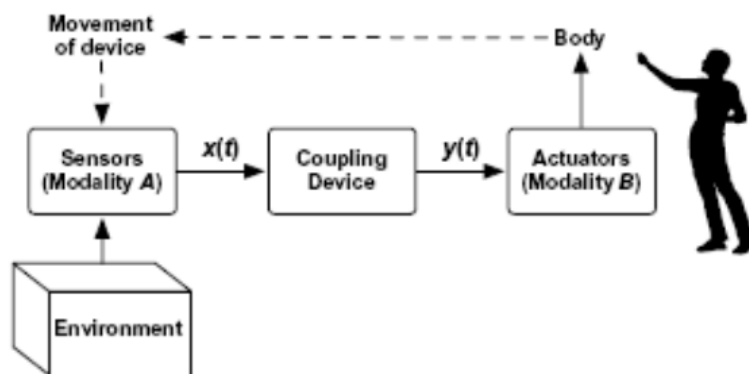 Movement
of device
Body
Sensors
(Modality A)
x(t)
Coupling
Device
y(t)
Actuators
(Modality B)
Environment